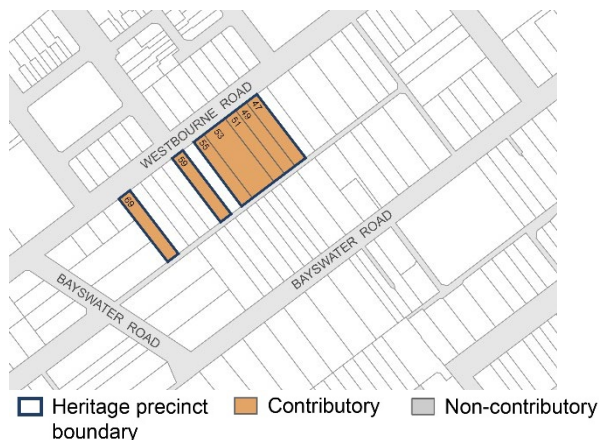 WESTBOURNE ROAD
47
49
51
53
55
59
69
BAYSWATER ROAD
BAYSWATER ROAD
Heritage precinct boundary
Contributory
Non-contributory